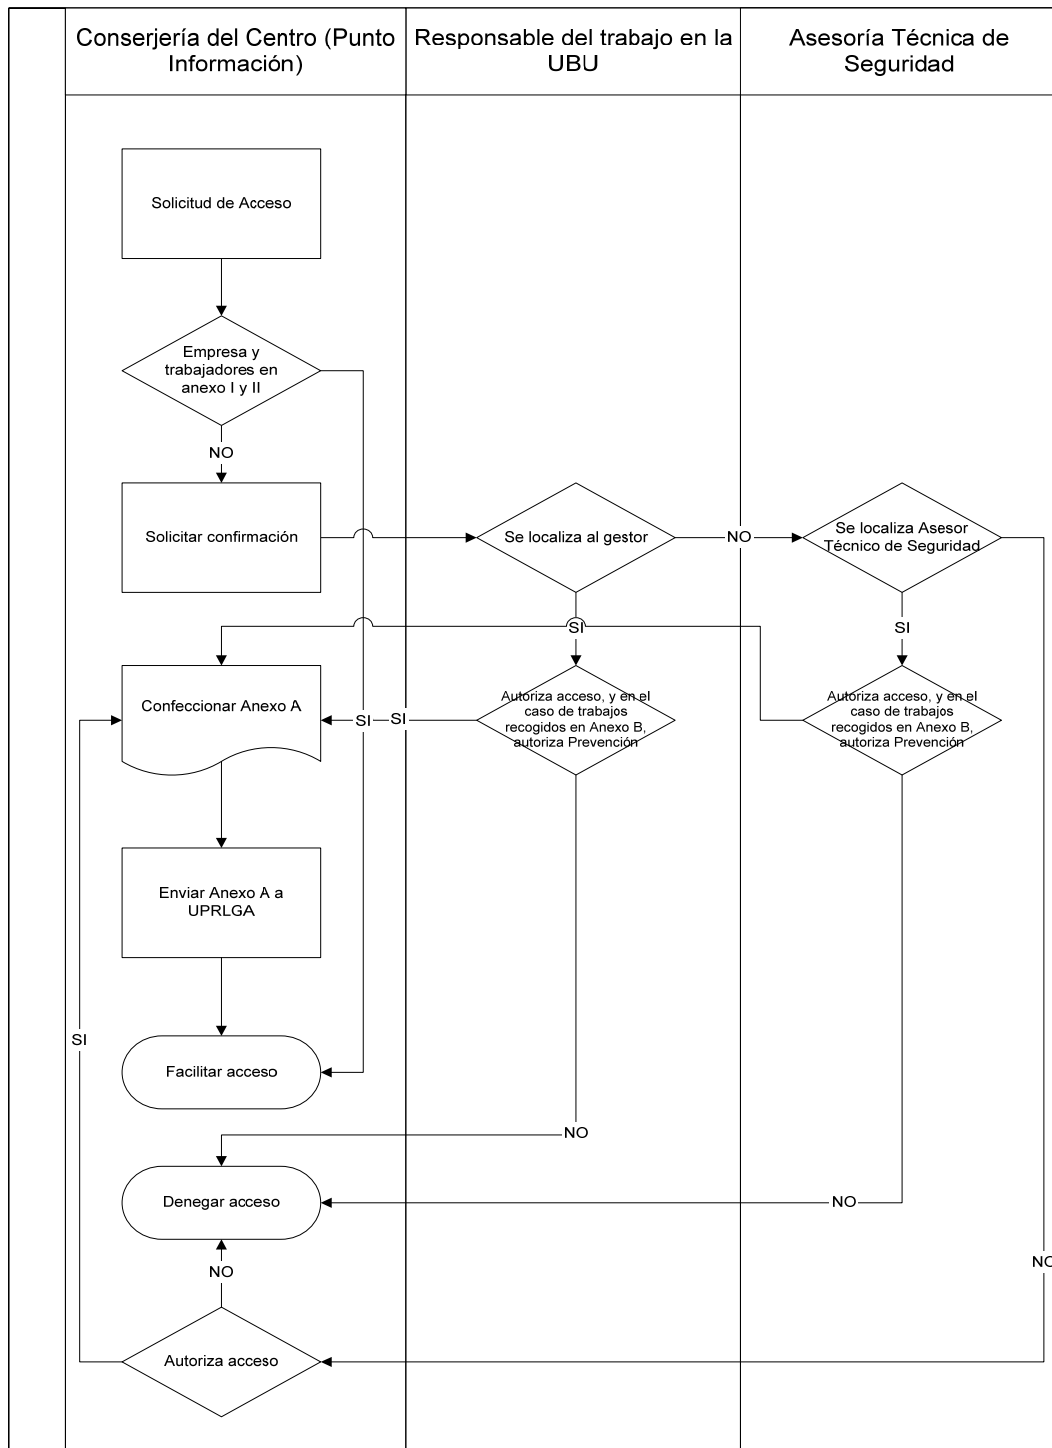 Conserjería del Centro (Punto
Información)
Responsable del trabajo en la
UBU
Asesoría Técnica de
Seguridad
Solicitud de Acceso
Empresa y
trabajadores en
anexo I y II
NO
Solicitar confirmación
Se localiza al gestor
NO
Se localiza Asesor
Técnico de Seguridad
SI
SI
Confeccionar Anexo A
SI
SI
Autoriza acceso, y en el
caso de trabajos
recogidos en Anexo B,
autoriza Prevención
Autoriza acceso, y en el
caso de trabajos
recogidos en Anexo B,
autoriza Prevención
Enviar Anexo A a
UPRLGA
SI
Facilitar acceso
NO
Denegar acceso
NO
NO
NO
Autoriza acceso